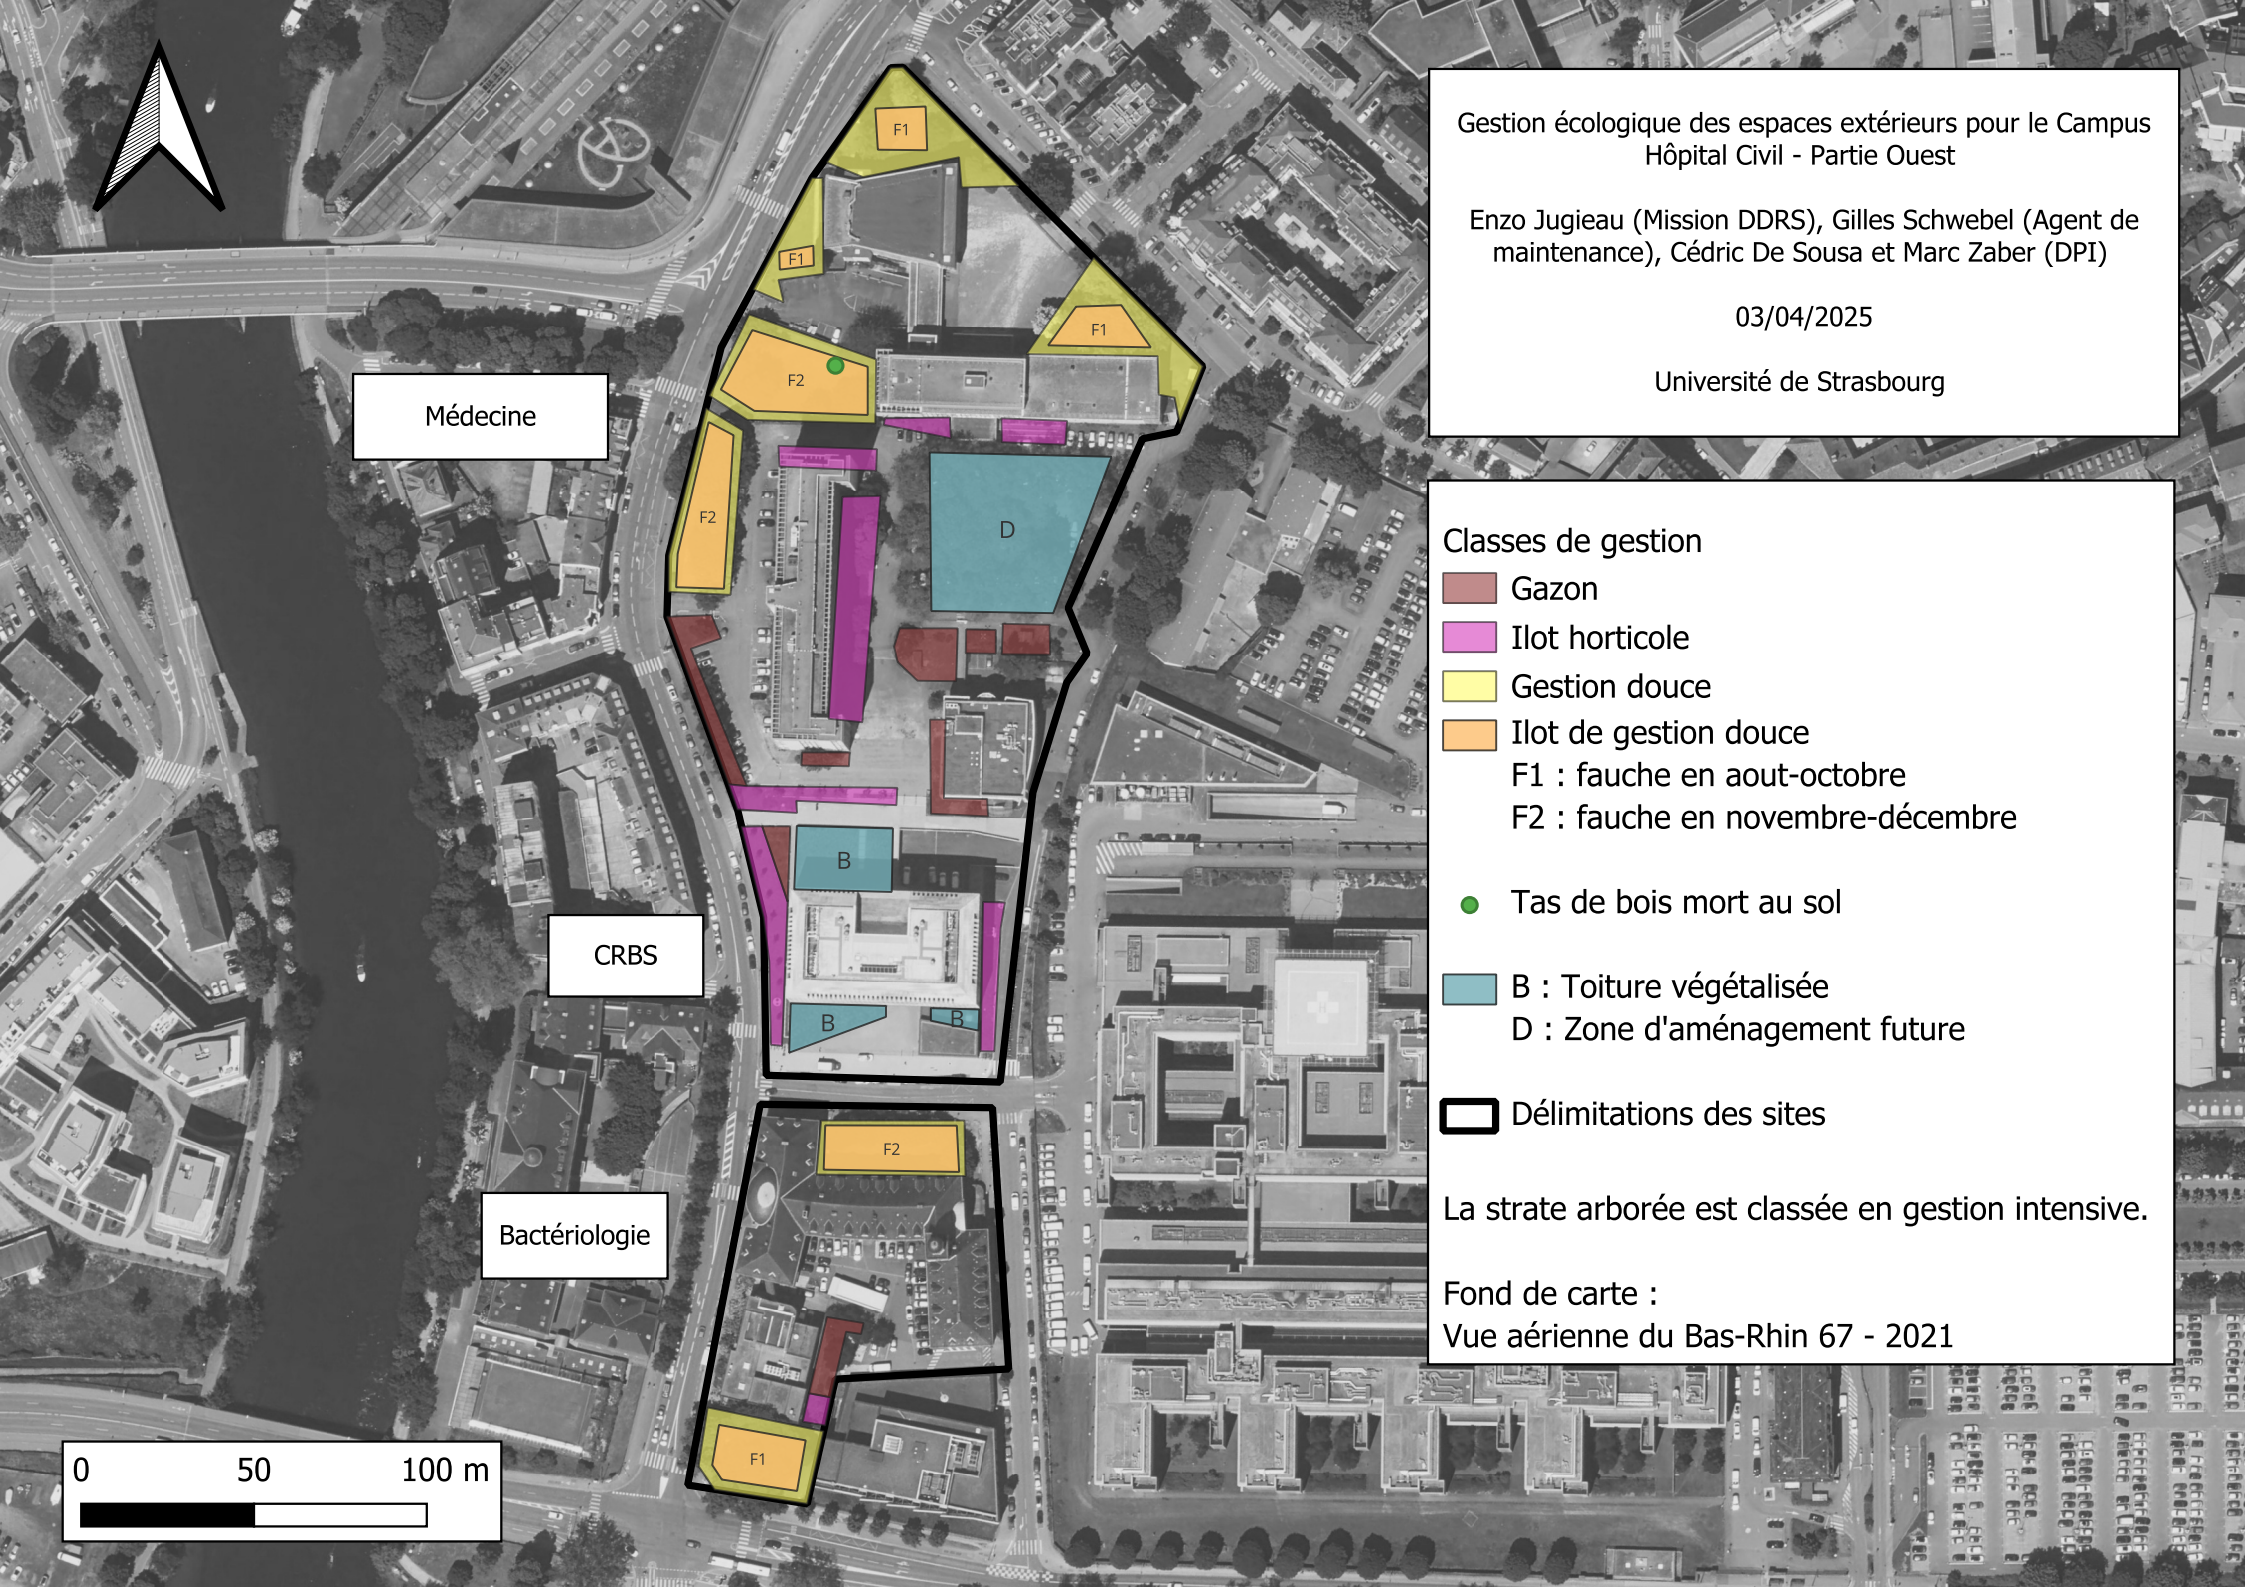 Gestion écologique des espaces extérieurs pour le Campus
Hôpital Civil - Partie Ouest
Enzo Jugieau (Mission DDRS), Gilles Schwebel (Agent de
maintenance), Cédric De Sousa et Marc Zaber (DPI)
03/04/2025
Université de Strasbourg
Classes de gestion
Gazon
Ilot horticole
Gestion douce
Ilot de gestion douce
F1 : fauche en aout-octobre
F2 : fauche en novembre-décembre
Tas de bois mort au sol
B : Toiture végétalisée
D : Zone d'aménagement future
Délimitations des sites
La strate arborée est classée en gestion intensive.
Fond de carte :
Vue aérienne du Bas-Rhin 67 - 2021
F1
F1
F1
F2
Médecine
F2
D
B
CRBS
B
B
F2
Bactériologie
F1
0 50 100 m